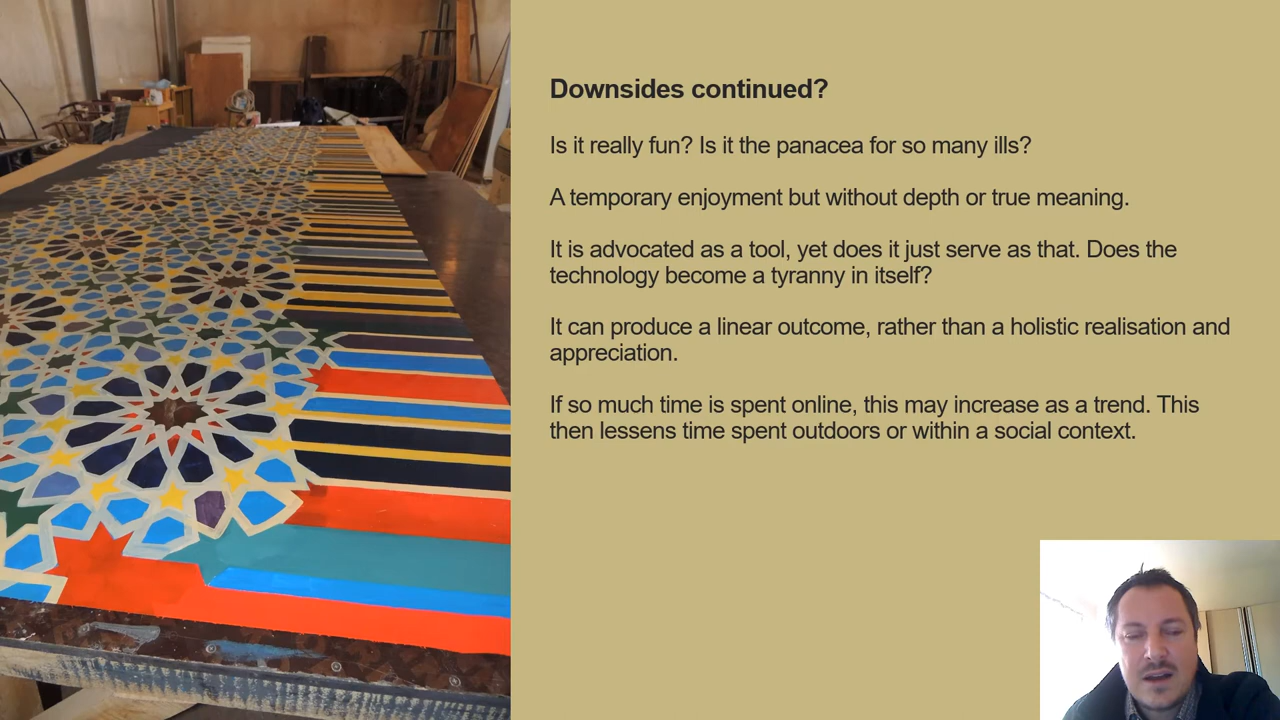 Downsides continued?
Is it really fun? Is it the panacea for so many ills?
A temporary enjoyment but without depth or true meaning.
It is advocated as a tool, yet does it just serve as that. Does the
technology become a tyranny in itself?
It can produce a linear outcome, rather than a holistic realisation and
appreciation.
If so much time is spent online, this may increase as a trend. This
then lessens time spent outdoors or within a social context.